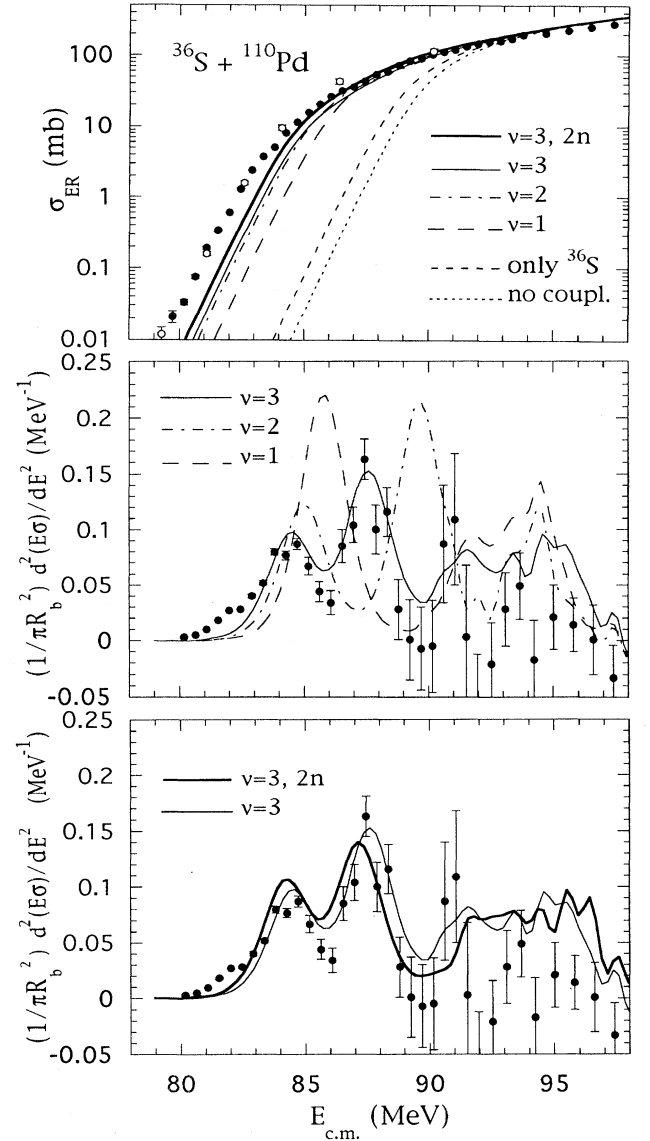 ³⁶S + ¹¹⁰Pd
σ_ER (mb)
100
10
1
0.1
0.01
ν=3, 2n
ν=3
ν=2
ν=1
only ³⁶S
no coupl.
(1/πR_b²) d²(Eσ)/dE² (MeV⁻¹)
0.25
0.2
0.15
0.1
0.05
0
-0.05
ν=3
ν=2
ν=1
(1/πR_b²) d²(Eσ)/dE² (MeV⁻¹)
0.25
0.2
0.15
0.1
0.05
0
-0.05
ν=3, 2n
ν=3
80 85 90 95
E_c.m. (MeV)